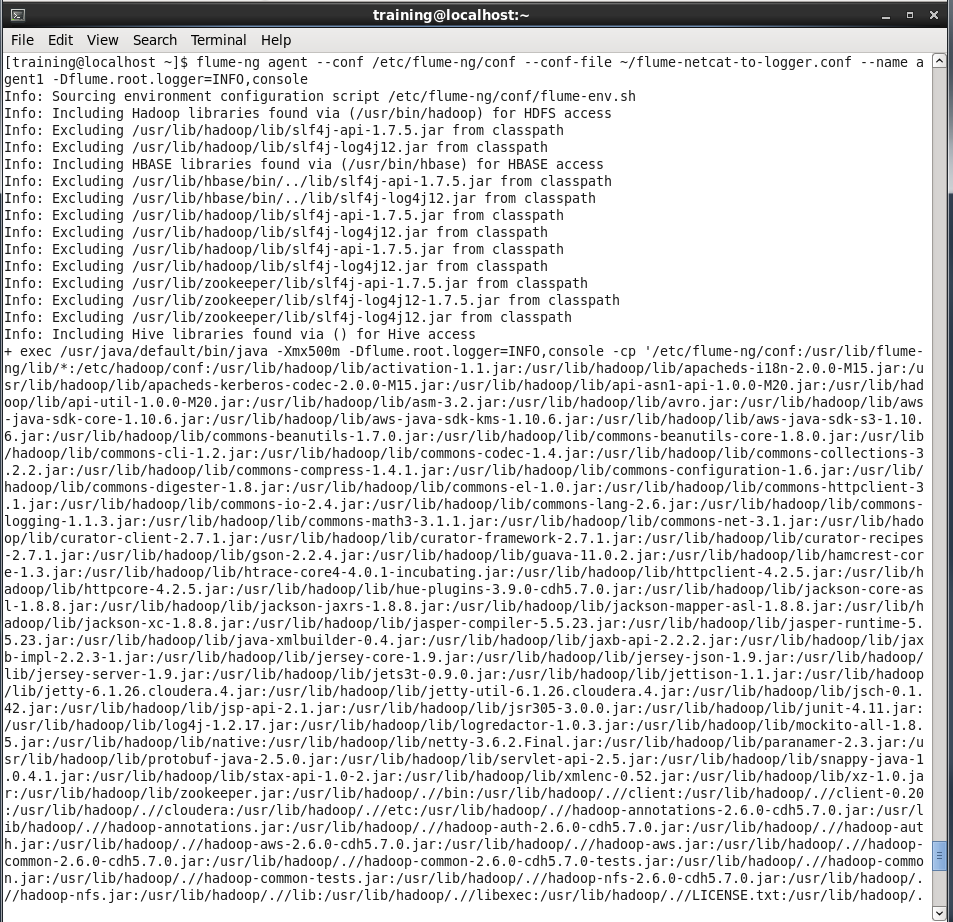 training@localhost:~
File Edit View Search Terminal Help
[training@localhost ~]$ flume-ng agent --conf /etc/flume-ng/conf --conf-file ~/flume-netcat-to-logger.conf --name a
gent1 -Dflume.root.logger=INFO,console
Info: Sourcing environment configuration script /etc/flume-ng/conf/flume-env.sh
Info: Including Hadoop libraries found via (/usr/bin/hadoop) for HDFS access
Info: Excluding /usr/lib/hadoop/lib/slf4j-api-1.7.5.jar from classpath
Info: Excluding /usr/lib/hadoop/lib/slf4j-log4j12.jar from classpath
Info: Including HBASE libraries found via (/usr/bin/hbase) for HBASE access
Info: Excluding /usr/lib/hbase/bin/../lib/slf4j-api-1.7.5.jar from classpath
Info: Excluding /usr/lib/hbase/bin/../lib/slf4j-log4j12.jar from classpath
Info: Excluding /usr/lib/hadoop/lib/slf4j-api-1.7.5.jar from classpath
Info: Excluding /usr/lib/hadoop/lib/slf4j-log4j12.jar from classpath
Info: Excluding /usr/lib/hadoop/lib/slf4j-api-1.7.5.jar from classpath
Info: Excluding /usr/lib/hadoop/lib/slf4j-log4j12.jar from classpath
Info: Excluding /usr/lib/zookeeper/lib/slf4j-api-1.7.5.jar from classpath
Info: Excluding /usr/lib/zookeeper/lib/slf4j-log4j12-1.7.5.jar from classpath
Info: Excluding /usr/lib/zookeeper/lib/slf4j-log4j12.jar from classpath
Info: Including Hive libraries found via () for Hive access
+ exec /usr/java/default/bin/java -Xmx500m -Dflume.root.logger=INFO,console -cp '/etc/flume-ng/conf:/usr/lib/flume-
ng/lib/*:/etc/hadoop/conf:/usr/lib/hadoop/lib/activation-1.1.jar:/usr/lib/hadoop/lib/apacheds-i18n-2.0.0-M15.jar:/u
sr/lib/hadoop/lib/apacheds-kerberos-codec-2.0.0-M15.jar:/usr/lib/hadoop/lib/api-asn1-api-1.0.0-M20.jar:/usr/lib/had
oop/lib/api-util-1.0.0-M20.jar:/usr/lib/hadoop/lib/asm-3.2.jar:/usr/lib/hadoop/lib/avro.jar:/usr/lib/hadoop/lib/aws
-java-sdk-core-1.10.6.jar:/usr/lib/hadoop/lib/aws-java-sdk-kms-1.10.6.jar:/usr/lib/hadoop/lib/aws-java-sdk-s3-1.10.
6.jar:/usr/lib/hadoop/lib/commons-beanutils-1.7.0.jar:/usr/lib/hadoop/lib/commons-beanutils-core-1.8.0.jar:/usr/lib
/hadoop/lib/commons-cli-1.2.jar:/usr/lib/hadoop/lib/commons-codec-1.4.jar:/usr/lib/hadoop/lib/commons-collections-3
.2.2.jar:/usr/lib/hadoop/lib/commons-compress-1.4.1.jar:/usr/lib/hadoop/lib/commons-configuration-1.6.jar:/usr/lib/
hadoop/lib/commons-digester-1.8.jar:/usr/lib/hadoop/lib/commons-el-1.0.jar:/usr/lib/hadoop/lib/commons-httpclient-3
.1.jar:/usr/lib/hadoop/lib/commons-io-2.4.jar:/usr/lib/hadoop/lib/commons-lang-2.6.jar:/usr/lib/hadoop/lib/commons-
logging-1.1.3.jar:/usr/lib/hadoop/lib/commons-math3-3.1.1.jar:/usr/lib/hadoop/lib/commons-net-3.1.jar:/usr/lib/hado
op/lib/curator-client-2.7.1.jar:/usr/lib/hadoop/lib/curator-framework-2.7.1.jar:/usr/lib/hadoop/lib/curator-recipes
-2.7.1.jar:/usr/lib/hadoop/lib/gson-2.2.4.jar:/usr/lib/hadoop/lib/guava-11.0.2.jar:/usr/lib/hadoop/lib/hamcrest-cor
e-1.3.jar:/usr/lib/hadoop/lib/htrace-core4-4.0.1-incubating.jar:/usr/lib/hadoop/lib/httpclient-4.2.5.jar:/usr/lib/h
adoop/lib/httpcore-4.2.5.jar:/usr/lib/hadoop/lib/hue-plugins-3.9.0-cdh5.7.0.jar:/usr/lib/hadoop/lib/jackson-core-as
l-1.8.8.jar:/usr/lib/hadoop/lib/jackson-jaxrs-1.8.8.jar:/usr/lib/hadoop/lib/jackson-mapper-asl-1.8.8.jar:/usr/lib/h
adoop/lib/jackson-xc-1.8.8.jar:/usr/lib/hadoop/lib/jasper-compiler-5.5.23.jar:/usr/lib/hadoop/lib/jasper-runtime-5.
5.23.jar:/usr/lib/hadoop/lib/java-xmlbuilder-0.4.jar:/usr/lib/hadoop/lib/jaxb-api-2.2.2.jar:/usr/lib/hadoop/lib/jax
b-impl-2.2.3-1.jar:/usr/lib/hadoop/lib/jersey-core-1.9.jar:/usr/lib/hadoop/lib/jersey-json-1.9.jar:/usr/lib/hadoop/
lib/jersey-server-1.9.jar:/usr/lib/hadoop/lib/jets3t-0.9.0.jar:/usr/lib/hadoop/lib/jettison-1.1.jar:/usr/lib/hadoop
/lib/jetty-6.1.26.cloudera.4.jar:/usr/lib/hadoop/lib/jetty-util-6.1.26.cloudera.4.jar:/usr/lib/hadoop/lib/jsch-0.1.
42.jar:/usr/lib/hadoop/lib/jsp-api-2.1.jar:/usr/lib/hadoop/lib/jsr305-3.0.0.jar:/usr/lib/hadoop/lib/junit-4.11.jar:
/usr/lib/hadoop/lib/log4j-1.2.17.jar:/usr/lib/hadoop/lib/logredactor-1.0.3.jar:/usr/lib/hadoop/lib/mockito-all-1.8.
5.jar:/usr/lib/hadoop/lib/native:/usr/lib/hadoop/lib/netty-3.6.2.Final.jar:/usr/lib/hadoop/lib/paranamer-2.3.jar:/u
sr/lib/hadoop/lib/protobuf-java-2.5.0.jar:/usr/lib/hadoop/lib/servlet-api-2.5.jar:/usr/lib/hadoop/lib/snappy-java-1
.0.4.1.jar:/usr/lib/hadoop/lib/stax-api-1.0-2.jar:/usr/lib/hadoop/lib/xmlenc-0.52.jar:/usr/lib/hadoop/lib/xz-1.0.ja
r:/usr/lib/hadoop/lib/zookeeper.jar:/usr/lib/hadoop/.//bin:/usr/lib/hadoop/.//client:/usr/lib/hadoop/.//client-0.20
:/usr/lib/hadoop/.//cloudera:/usr/lib/hadoop/.//etc:/usr/lib/hadoop/.//hadoop-annotations-2.6.0-cdh5.7.0.jar:/usr/l
ib/hadoop/.//hadoop-annotations.jar:/usr/lib/hadoop/.//hadoop-auth-2.6.0-cdh5.7.0.jar:/usr/lib/hadoop/.//hadoop-aut
h.jar:/usr/lib/hadoop/.//hadoop-aws-2.6.0-cdh5.7.0.jar:/usr/lib/hadoop/.//hadoop-aws.jar:/usr/lib/hadoop/.//hadoop-
common-2.6.0-cdh5.7.0.jar:/usr/lib/hadoop/.//hadoop-common-2.6.0-cdh5.7.0-tests.jar:/usr/lib/hadoop/.//hadoop-commo
n.jar:/usr/lib/hadoop/.//hadoop-common-tests.jar:/usr/lib/hadoop/.//hadoop-nfs-2.6.0-cdh5.7.0.jar:/usr/lib/hadoop/.
//hadoop-nfs.jar:/usr/lib/hadoop/.//lib:/usr/lib/hadoop/.//libexec:/usr/lib/hadoop/.//LICENSE.txt:/usr/lib/hadoop/.